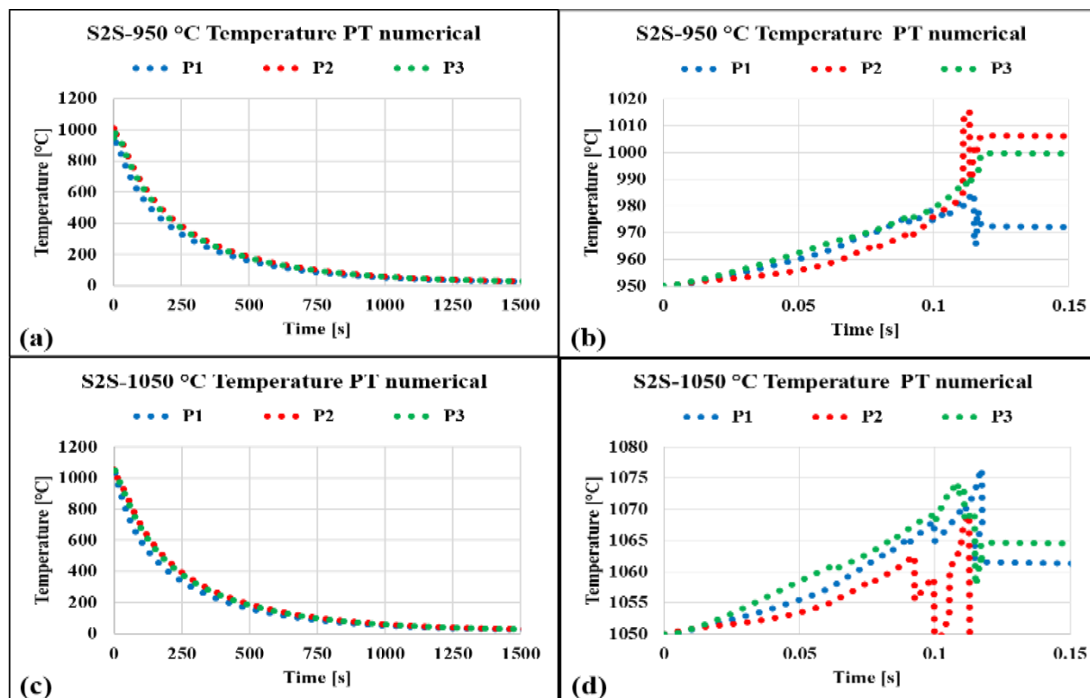 S2S-950 °C Temperature PT numerical
P1 P2 P3
Temperature [°C]
1200
1000
800
600
400
200
0
0 250 500 750 1000 1250 1500
Time [s]
(a)
S2S-950 °C Temperature PT numerical
P1 P2 P3
Temperature [°C]
1020
1010
1000
990
980
970
960
950
0 0.05 0.1 0.15
Time [s]
(b)
S2S-1050 °C Temperature PT numerical
P1 P2 P3
Temperature [°C]
1200
1000
800
600
400
200
0
0 250 500 750 1000 1250 1500
Time [s]
(c)
S2S-1050 °C Temperature PT numerical
P1 P2 P3
Temperature [°C]
1080
1075
1070
1065
1060
1055
1050
0 0.05 0.1 0.15
Time [s]
(d)